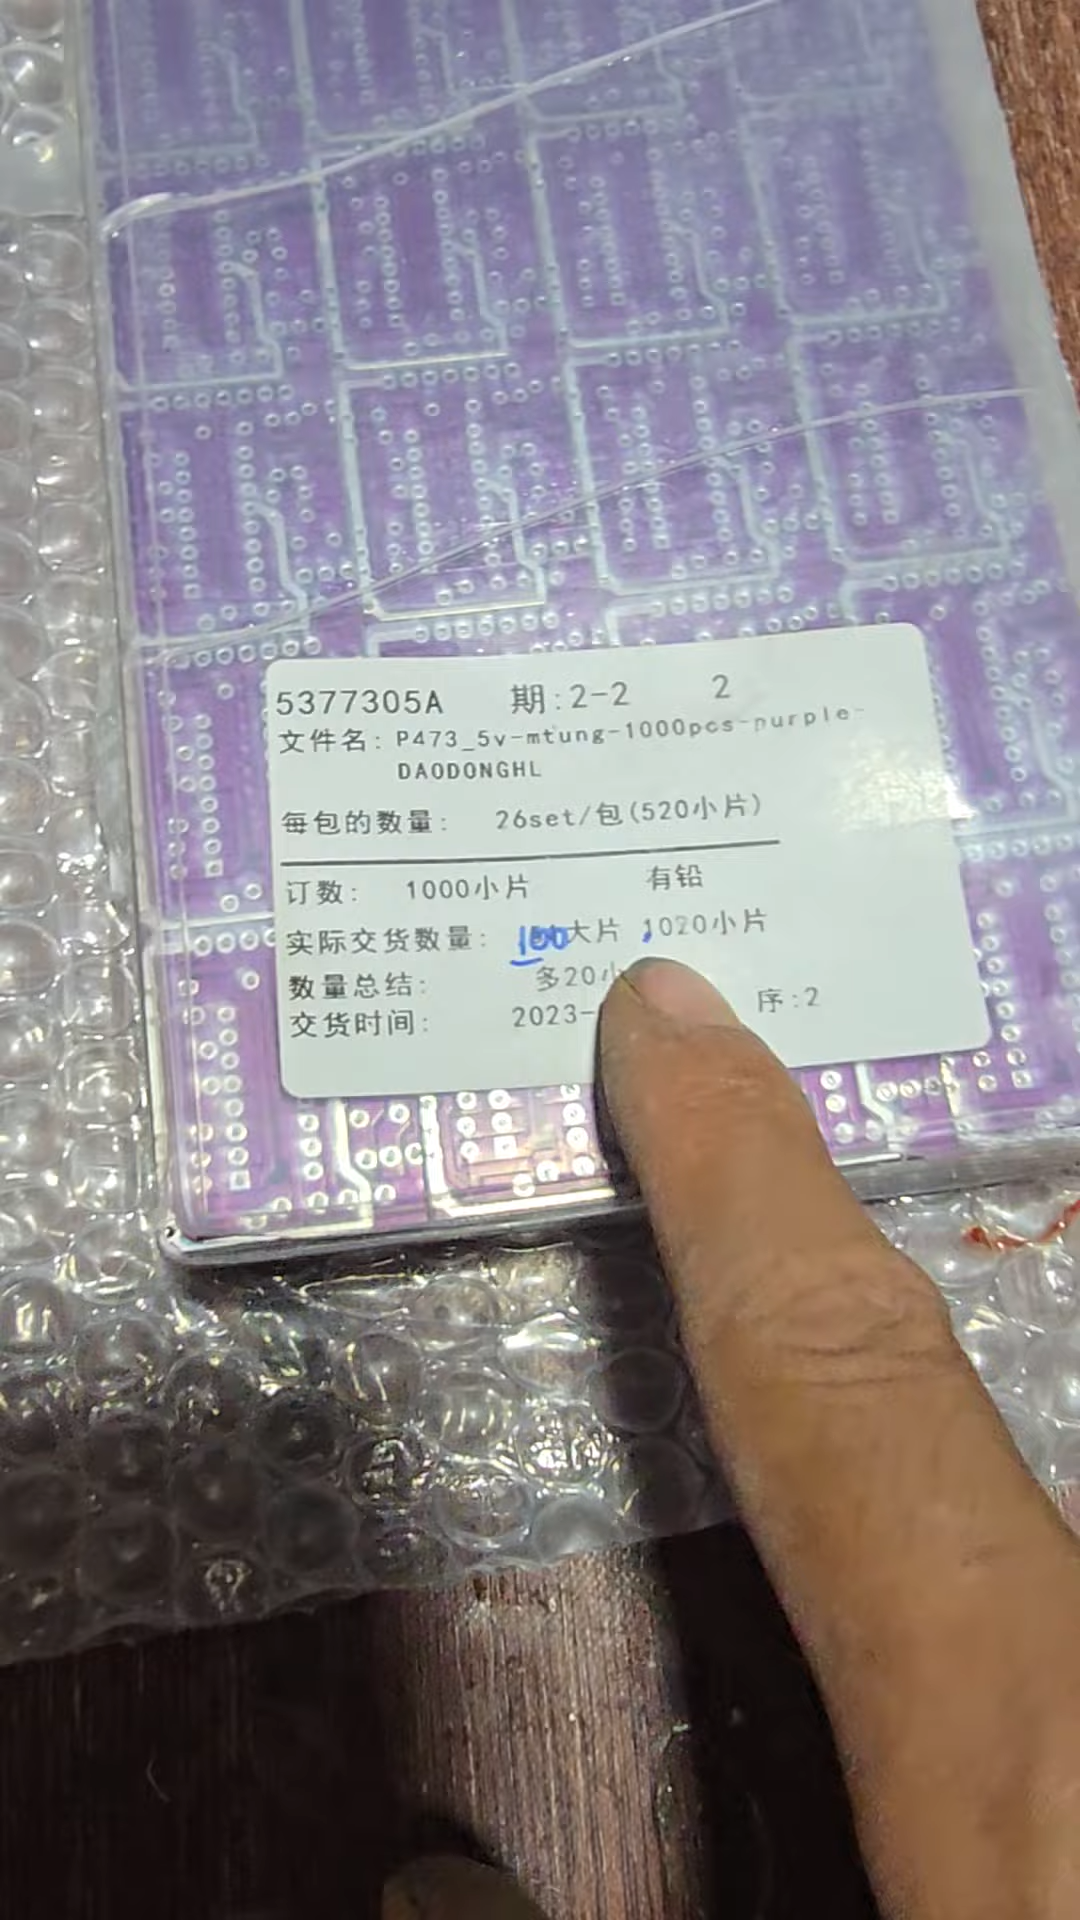 5377305A 期:2-2 2
文件名: P473_5v-mtung-1000pcs-purple-
DAODONGHL
每包的数量: 26set/包(520小片)
订数: 1000小片 有铅
实际交货数量: 100大片 1020小片
数量总结: 多20小
交货时间: 2023- 序:2